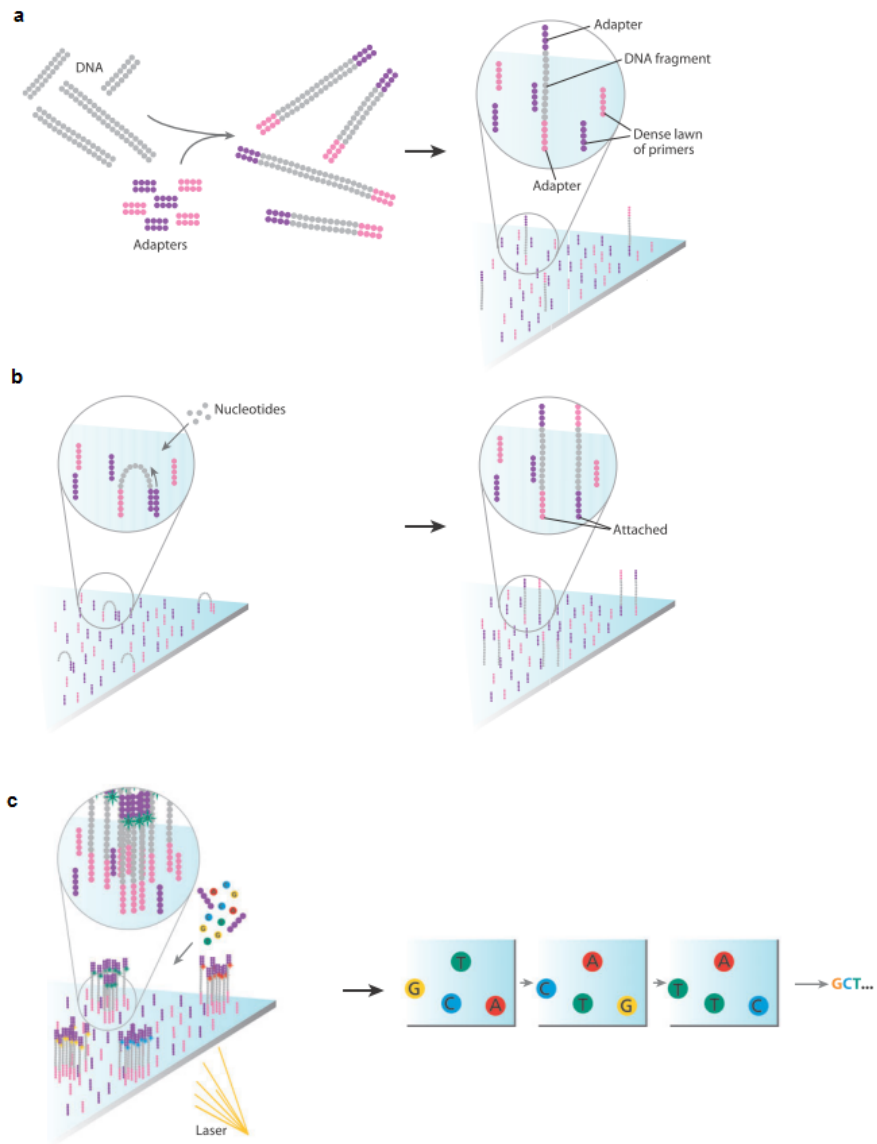 a
DNA
Adapters
Adapter
DNA fragment
Dense lawn
of primers
Adapter
b
Nucleotides
Attached
c
G
G
G
Laser
T
G
C
A
A
C
T
G
A
T
T
C
GCT...